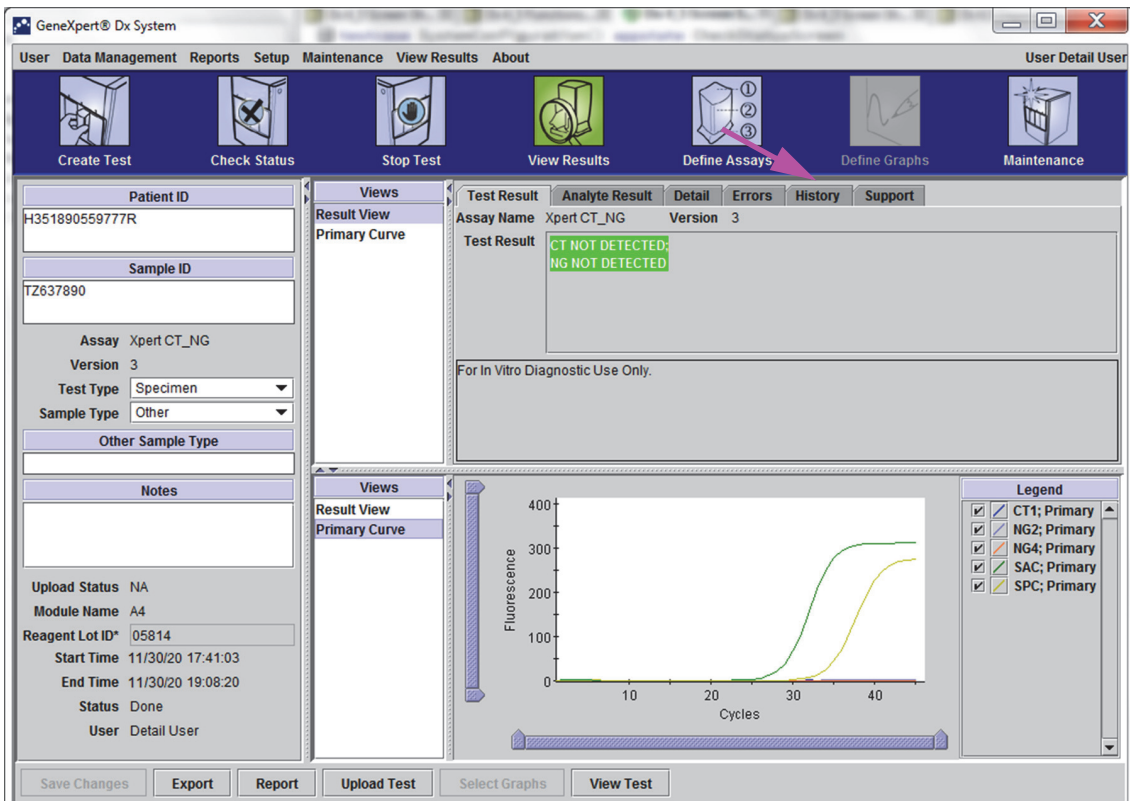 GeneXpert® Dx System
User Data Management Reports Setup Maintenance View Results About User Detail User
Create Test Check Status Stop Test View Results Define Assays Define Graphs Maintenance
1
2
3
Patient ID
H351890559777R
Sample ID
TZ637890
Assay Xpert CT_NG
Version 3
Test Type Specimen
Sample Type Other
Other Sample Type
Notes
Upload Status NA
Module Name A4
Reagent Lot ID* 05814
Start Time 11/30/20 17:41:03
End Time 11/30/20 19:08:20
Status Done
User Detail User
Views
Result View
Primary Curve
Test Result Analyte Result Detail Errors History Support
Assay Name Xpert CT_NG Version 3
Test Result
CT NOT DETECTED;
NG NOT DETECTED
For In Vitro Diagnostic Use Only.
Views
Result View
Primary Curve
400
300
200
100
0
Fluorescence
10 20 30 40
Cycles
Legend
CT1; Primary
NG2; Primary
NG4; Primary
SAC; Primary
SPC; Primary
Save Changes Export Report Upload Test Select Graphs View Test